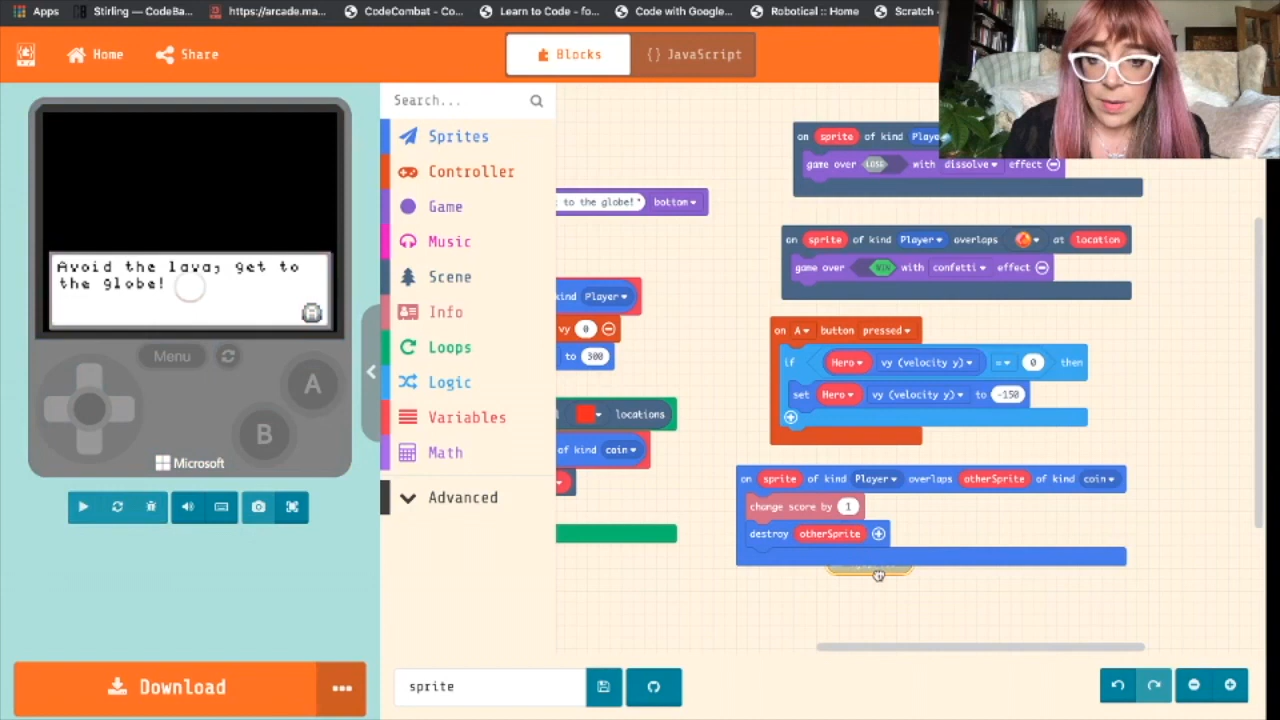 Apps
Stirling — CodeBa...
https://arcade.ma...
CodeCombat - Co...
Learn to Code - fo...
Code with Google...
Robotical :: Home
Scratch -
Home
Share
Blocks
{} JavaScript
Search...
Sprites
Controller
Game
Music
Scene
Info
Loops
Logic
Variables
Math
Advanced
Avoid the lava, get to
the globe!
A
Menu
A
B
Microsoft
Download
to the globe!" bottom
kind Player
vy 0
to 300
locations
of kind coin
on sprite of kind Playe
game over LOSE with dissolve effect
on sprite of kind Player overlaps at location
game over WIN with confetti effect
on A button pressed
if Hero vy (velocity y) = 0 then
set Hero vy (velocity y) to -150
on sprite of kind Player overlaps otherSprite of kind coin
change score by 1
destroy otherSprite
sprite